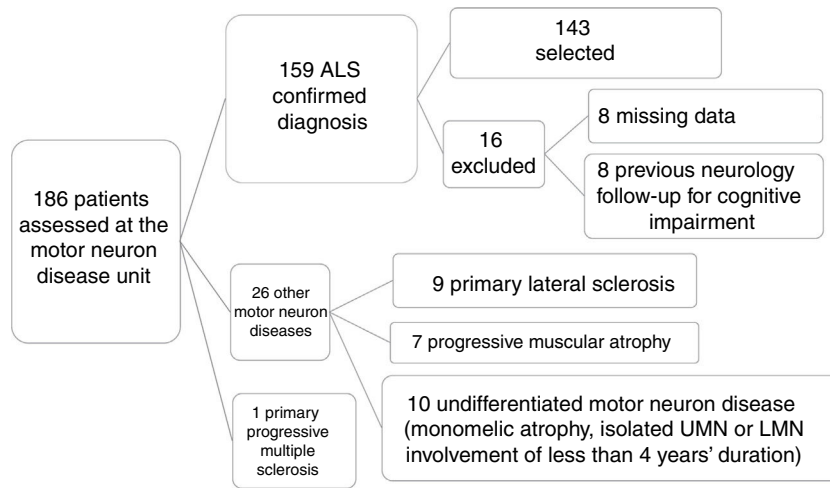 186 patients
assessed at the
motor neuron
disease unit
159 ALS
confirmed
diagnosis
143
selected
16
excluded
8 missing data
8 previous neurology
follow-up for cognitive
impairment
26 other
motor neuron
diseases
9 primary lateral sclerosis
7 progressive muscular atrophy
10 undifferentiated motor neuron disease
(monomelic atrophy, isolated UMN or LMN
involvement of less than 4 years’ duration)
1 primary
progressive
multiple
sclerosis